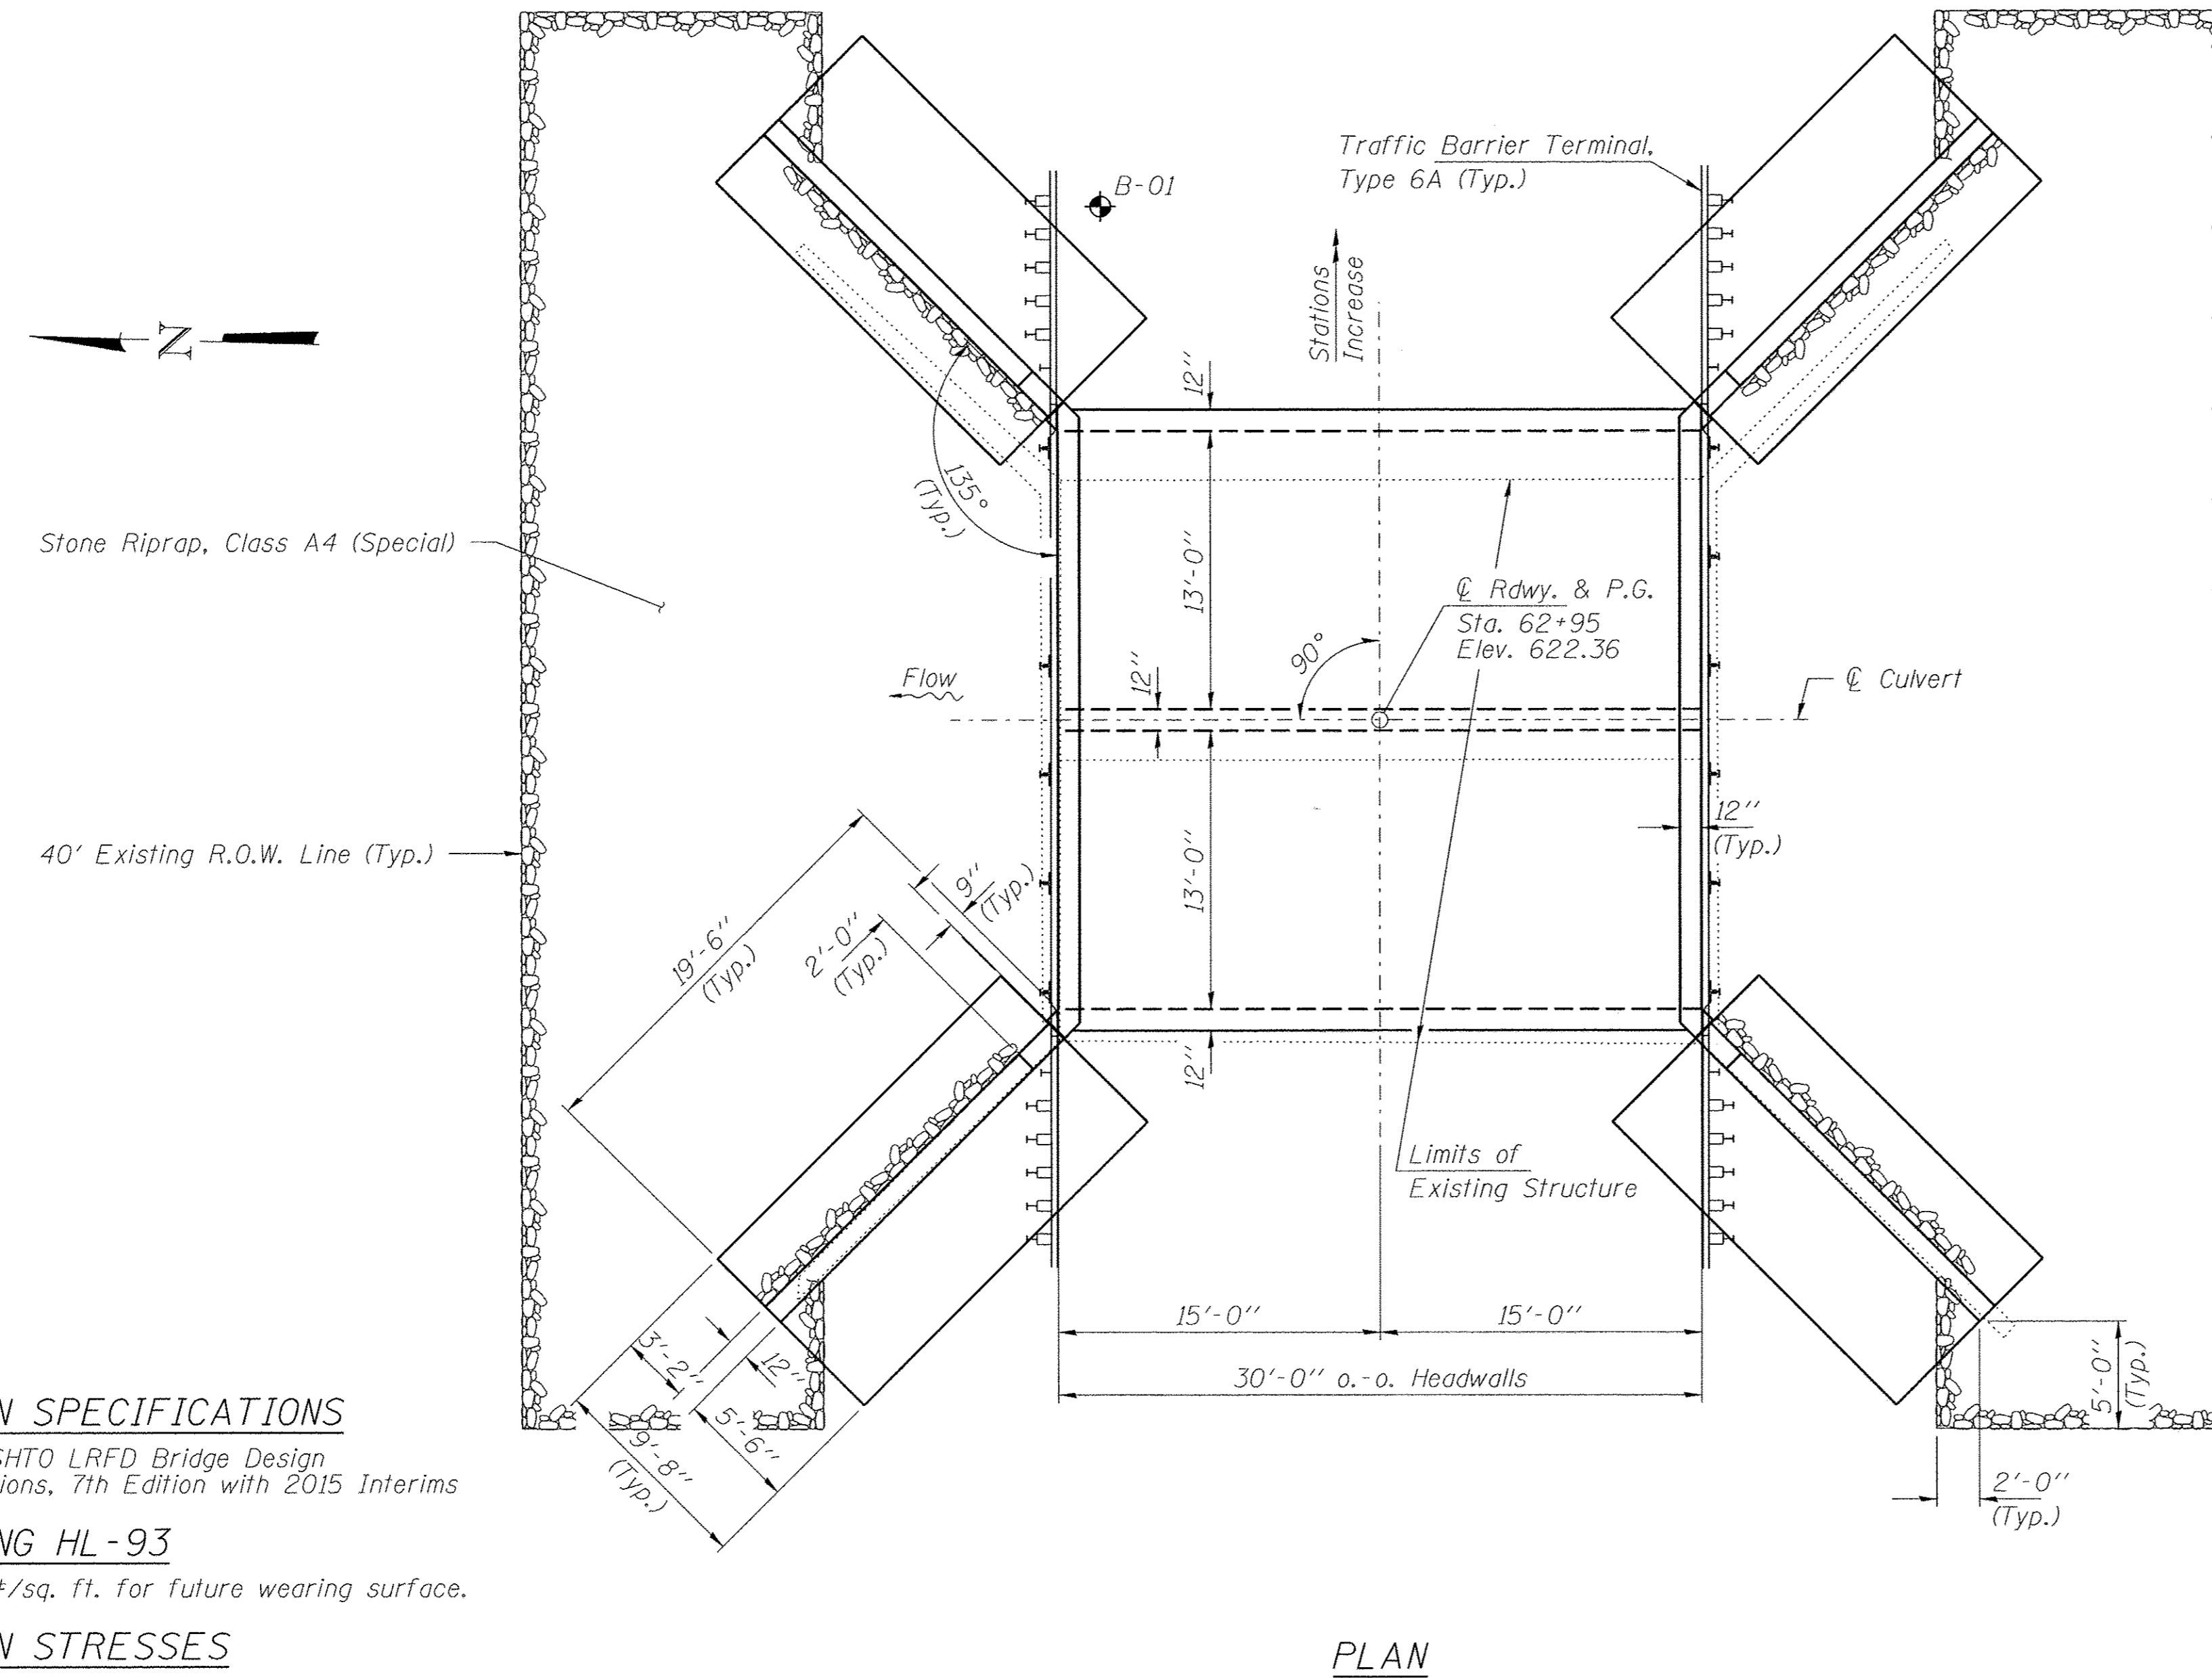 B-01
Traffic Barrier Terminal,
Type 6A (Typ.)
Stations
Increase
N
12"
135°
(Typ.)
Stone Riprap, Class A4 (Special)
13'-0"
℄ Rdwy. & P.G.
Sta. 62+95
Elev. 622.36
90°
Flow
12"
℄ Culvert
12"
(Typ.)
40' Existing R.O.W. Line (Typ.)
13'-0"
9"
(Typ.)
19'-6"
(Typ.)
2'-0"
(Typ.)
12"
Limits of
Existing Structure
15'-0"
15'-0"
30'-0" o.-o. Headwalls
3'-2"
12"
5'-6"
9'-8"
(Typ.)
5'-0"
(Typ.)
2'-0"
(Typ.)
N SPECIFICATIONS
SHTO LRFD Bridge Design
ions, 7th Edition with 2015 Interims
NG HL-93
#/sq. ft. for future wearing surface.
N STRESSES
PLAN